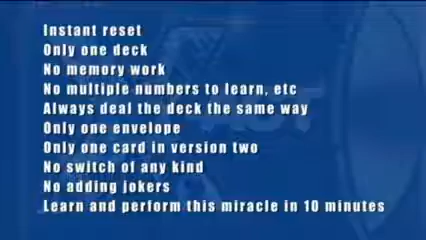 Instant reset
Only one deck
No memory work
No multiple numbers to learn, etc
Always deal the deck the same way
Only one envelope
Only one card in version two
No switch of any kind
No adding jokers
Learn and perform this miracle in 10 minutes